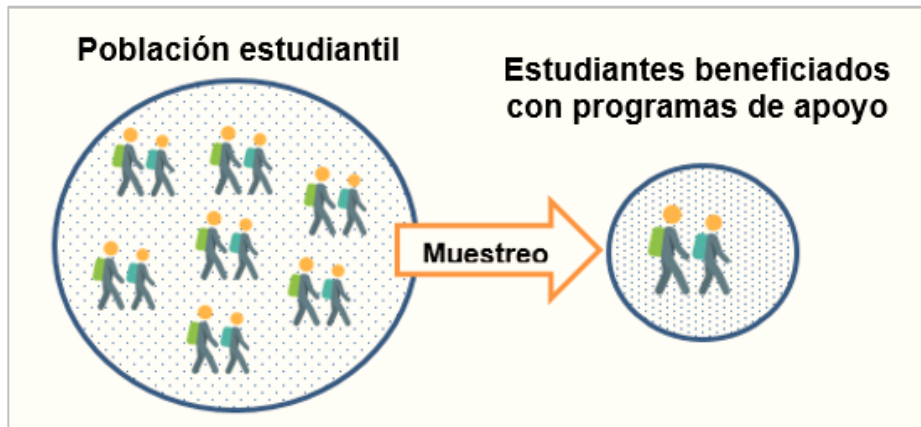 Población estudiantil
Estudiantes beneficiados
con programas de apoyo
Muestreo